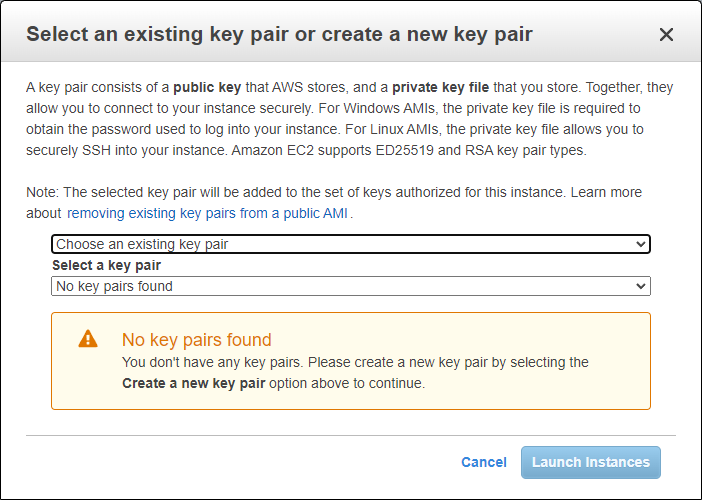 Select an existing key pair or create a new key pair
A key pair consists of a public key that AWS stores, and a private key file that you store. Together, they
allow you to connect to your instance securely. For Windows AMIs, the private key file is required to
obtain the password used to log into your instance. For Linux AMIs, the private key file allows you to
securely SSH into your instance. Amazon EC2 supports ED25519 and RSA key pair types.
Note: The selected key pair will be added to the set of keys authorized for this instance. Learn more
about removing existing key pairs from a public AMI .
Choose an existing key pair
Select a key pair
No key pairs found
No key pairs found
You don't have any key pairs. Please create a new key pair by selecting the
Create a new key pair option above to continue.
Cancel
Launch Instances